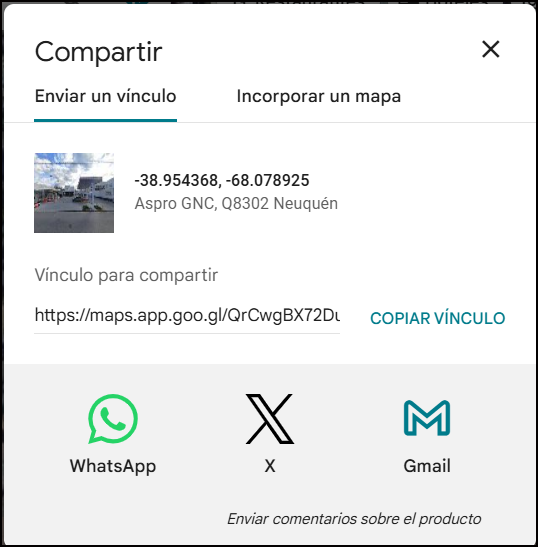 Compartir
Enviar un vínculo
Incorporar un mapa
-38.954368, -68.078925
Aspro GNC, Q8302 Neuquén
Vínculo para compartir
https://maps.app.goo.gl/QrCwgBX72Du
COPIAR VÍNCULO
WhatsApp
X
Gmail
Enviar comentarios sobre el producto